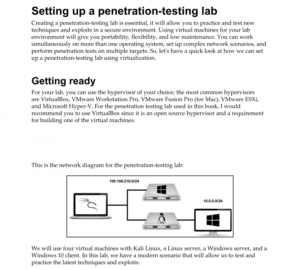 Setting up a penetration-testing lab
Creating a penetration-testing lab is essential, it will allow you to practice and test new
techniques and exploits in a secure environment. Using virtual machines for your lab
environment will give you portability, flexibility, and low maintenance. You can work
simultaneously on more than one operating system, set up complex network scenarios, and
perform penetration tests on multiple targets. So, let's have a quick look at how we can set
up a penetration-testing lab using virtualization.
Getting ready
For your lab, you can use the hypervisor of your choice; the most common hypervisors
are VirtualBox, VMware Workstation Pro, VMware Fusion Pro (for Mac), VMware ESXi,
and Microsoft Hyper-V. For the penetration testing lab used in this book, I would
recommend you to use VirtualBox since it is an open source hypervisor and a requirement
for building one of the virtual machines.
This is the network diagram for the penetration-testing lab:
192.168.216.0/24
10.0.0.0/24
We will use four virtual machines with Kali Linux, a Linux server, a Windows server, and a
Windows 10 client. In this lab, we have a modern scenario that will allow us to test and
practice the latest techniques and exploits.